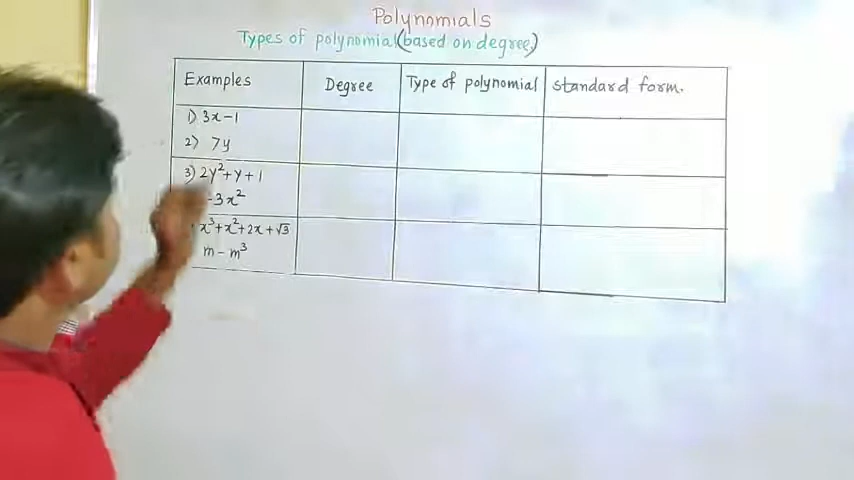 Polynomials
Types of polynomial (based on degree)
Examples Degree Type of polynomial standard form.
1) 3x-1
2) 7y
3) 2y²+y+1
-3x²
x³+x²+2x+√3
m-m³